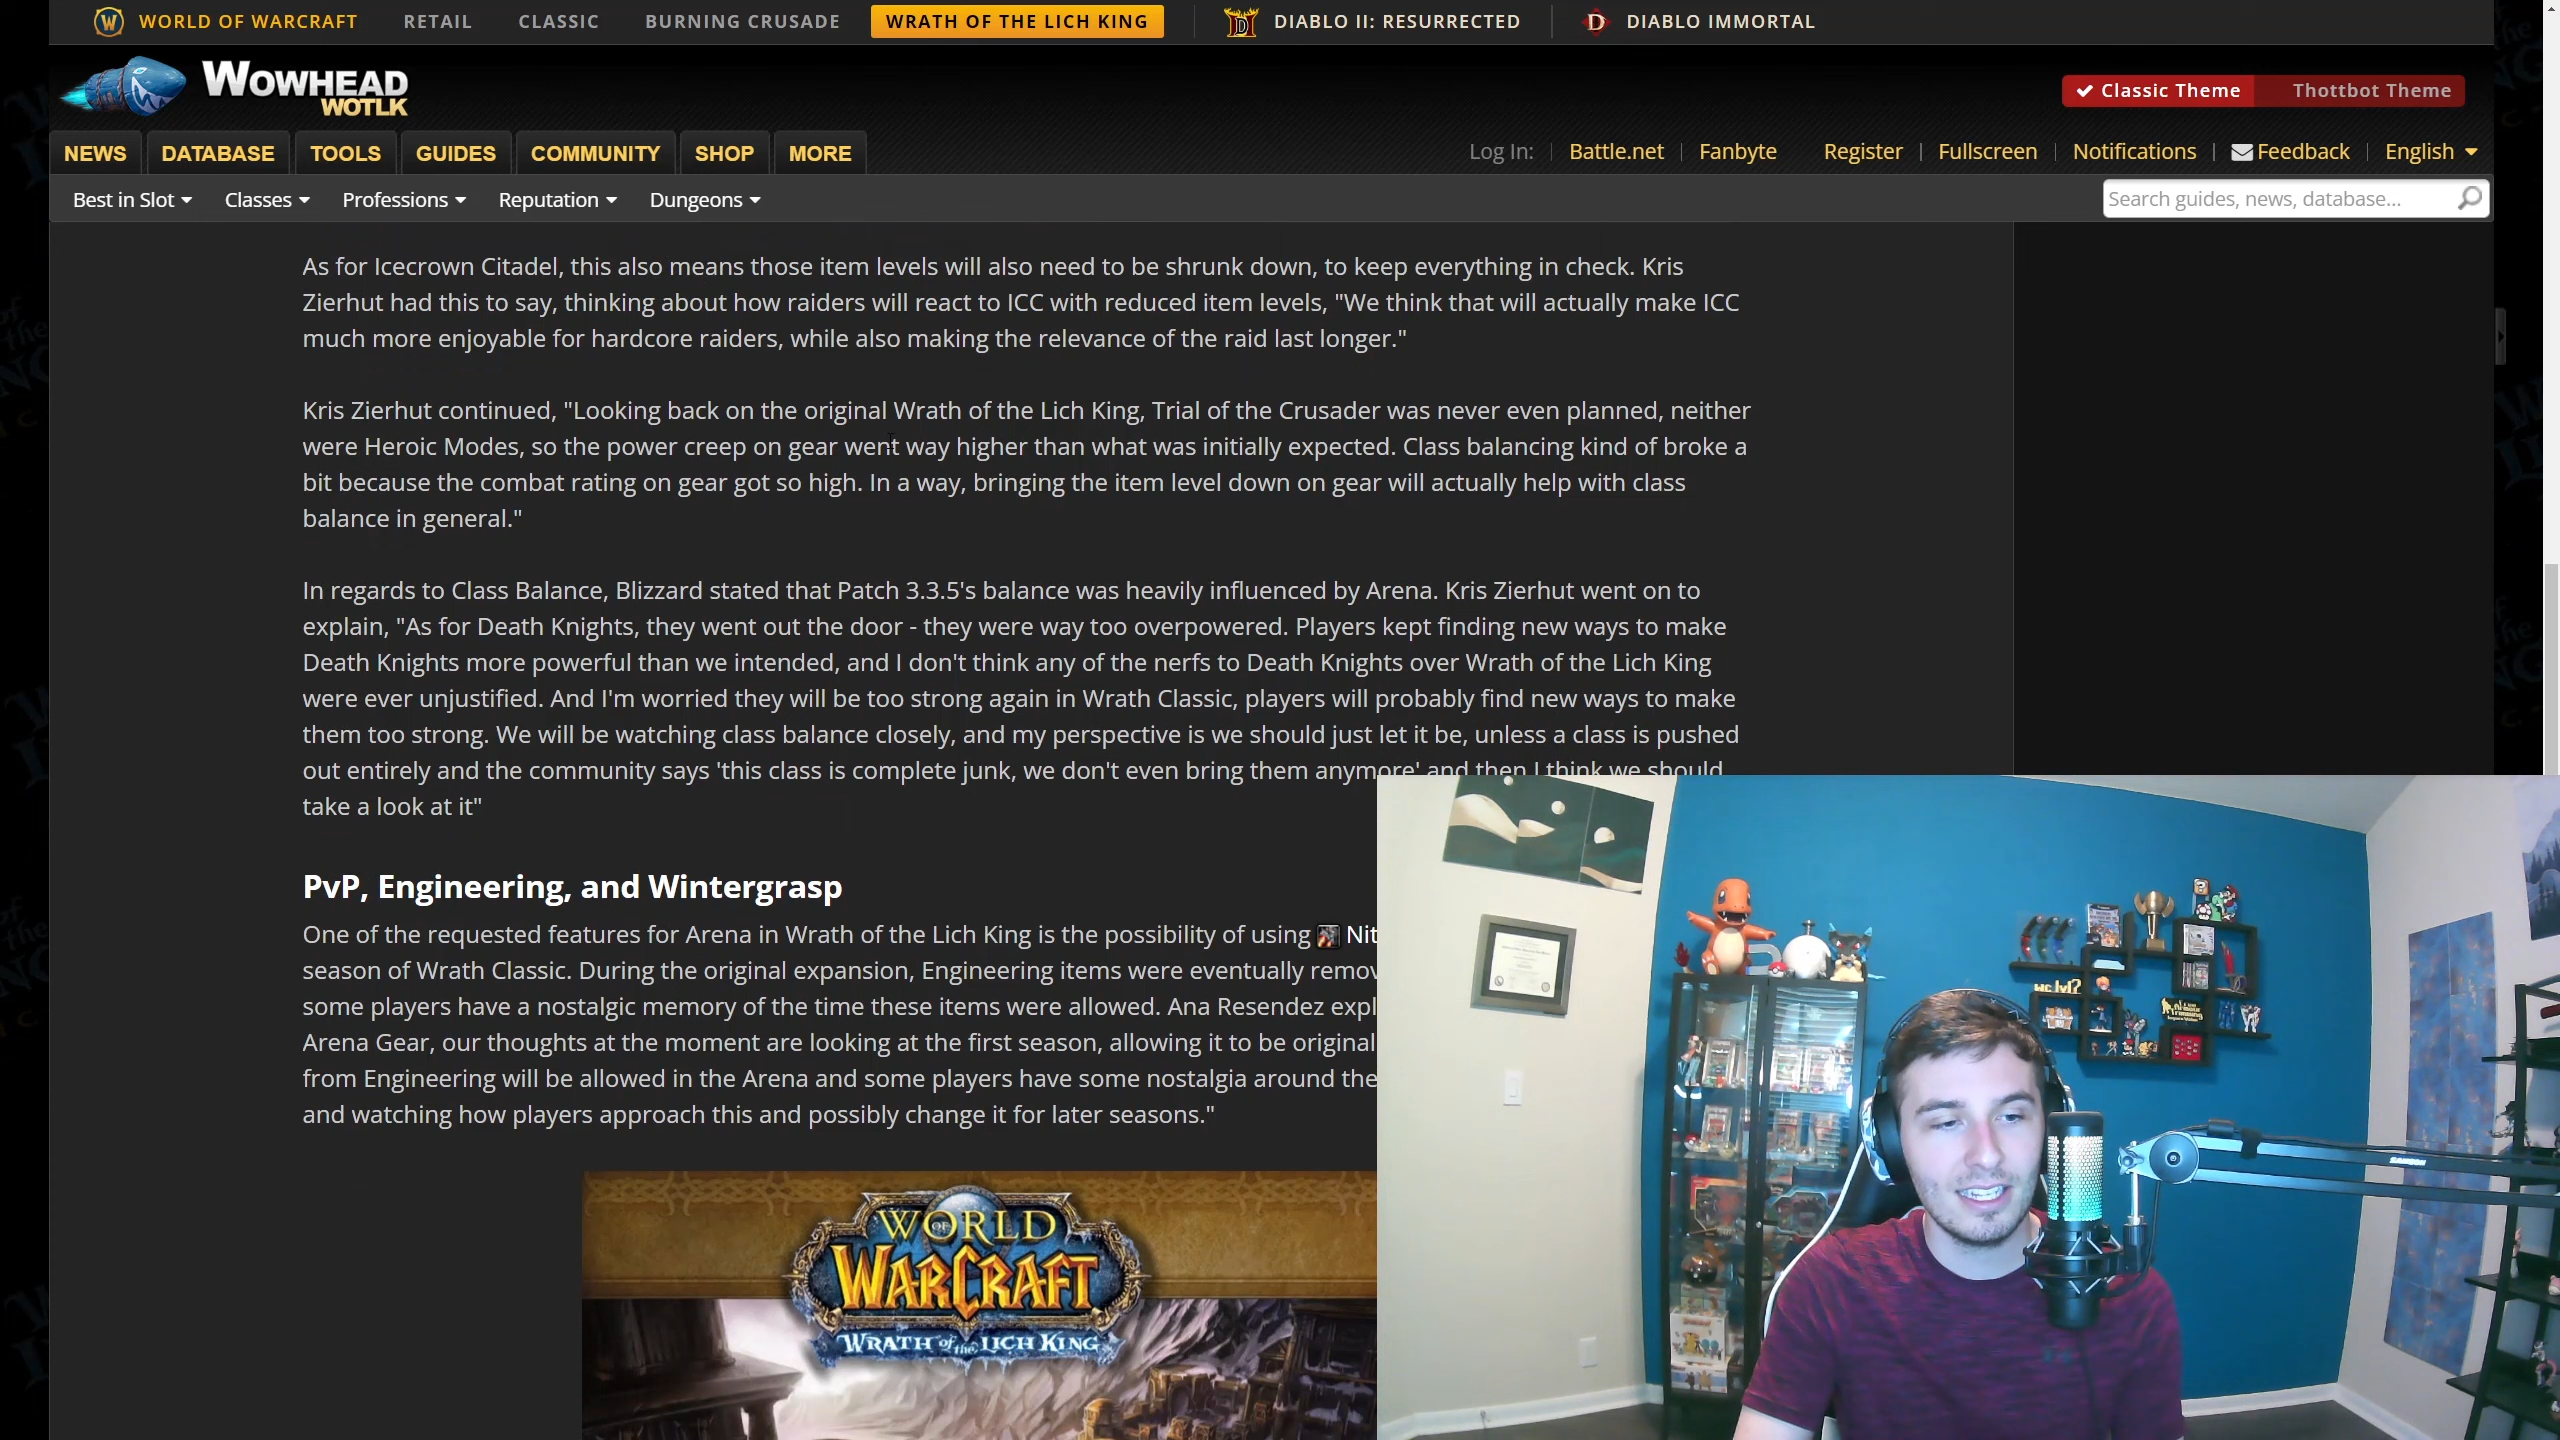 WORLD OF WARCRAFT RETAIL CLASSIC BURNING CRUSADE WRATH OF THE LICH KING DIABLO II: RESURRECTED DIABLO IMMORTAL
WOWHEAD
WOTLK
Classic Theme Thottbot Theme
NEWS DATABASE TOOLS GUIDES COMMUNITY SHOP MORE Log In: Battle.net Fanbyte Register Fullscreen Notifications Feedback English
Best in Slot Classes Professions Reputation Dungeons Search guides, news, database...
As for Icecrown Citadel, this also means those item levels will also need to be shrunk down, to keep everything in check. Kris
Zierhut had this to say, thinking about how raiders will react to ICC with reduced item levels, "We think that will actually make ICC
much more enjoyable for hardcore raiders, while also making the relevance of the raid last longer."
Kris Zierhut continued, "Looking back on the original Wrath of the Lich King, Trial of the Crusader was never even planned, neither
were Heroic Modes, so the power creep on gear went way higher than what was initially expected. Class balancing kind of broke a
bit because the combat rating on gear got so high. In a way, bringing the item level down on gear will actually help with class
balance in general."
In regards to Class Balance, Blizzard stated that Patch 3.3.5's balance was heavily influenced by Arena. Kris Zierhut went on to
explain, "As for Death Knights, they went out the door - they were way too overpowered. Players kept finding new ways to make
Death Knights more powerful than we intended, and I don't think any of the nerfs to Death Knights over Wrath of the Lich King
were ever unjustified. And I'm worried they will be too strong again in Wrath Classic, players will probably find new ways to make
them too strong. We will be watching class balance closely, and my perspective is we should just let it be, unless a class is pushed
out entirely and the community says 'this class is complete junk, we don't even bring them anymore' and then I think we should
take a look at it"
PvP, Engineering, and Wintergrasp
One of the requested features for Arena in Wrath of the Lich King is the possibility of using Nit
season of Wrath Classic. During the original expansion, Engineering items were eventually remov
some players have a nostalgic memory of the time these items were allowed. Ana Resendez expl
Arena Gear, our thoughts at the moment are looking at the first season, allowing it to be original
from Engineering will be allowed in the Arena and some players have some nostalgia around the
and watching how players approach this and possibly change it for later seasons."
WORLD OF
WARCRAFT
WRATH of the LICH KING
wc lvl?
SAMSON